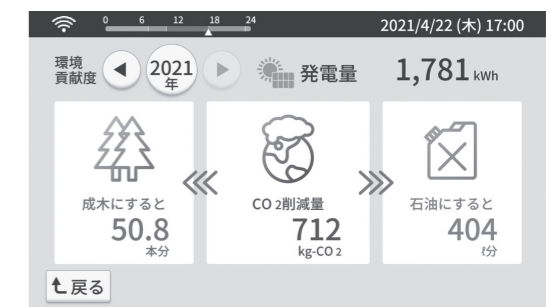 0 6 12 18 24
2021/4/22 (木) 17:00
環境
貢献度
2021
年
発電量
1,781 kWh
成木にすると
50.8
本分
CO 2削減量
712
kg-CO 2
石油にすると
404
ℓ分
戻る